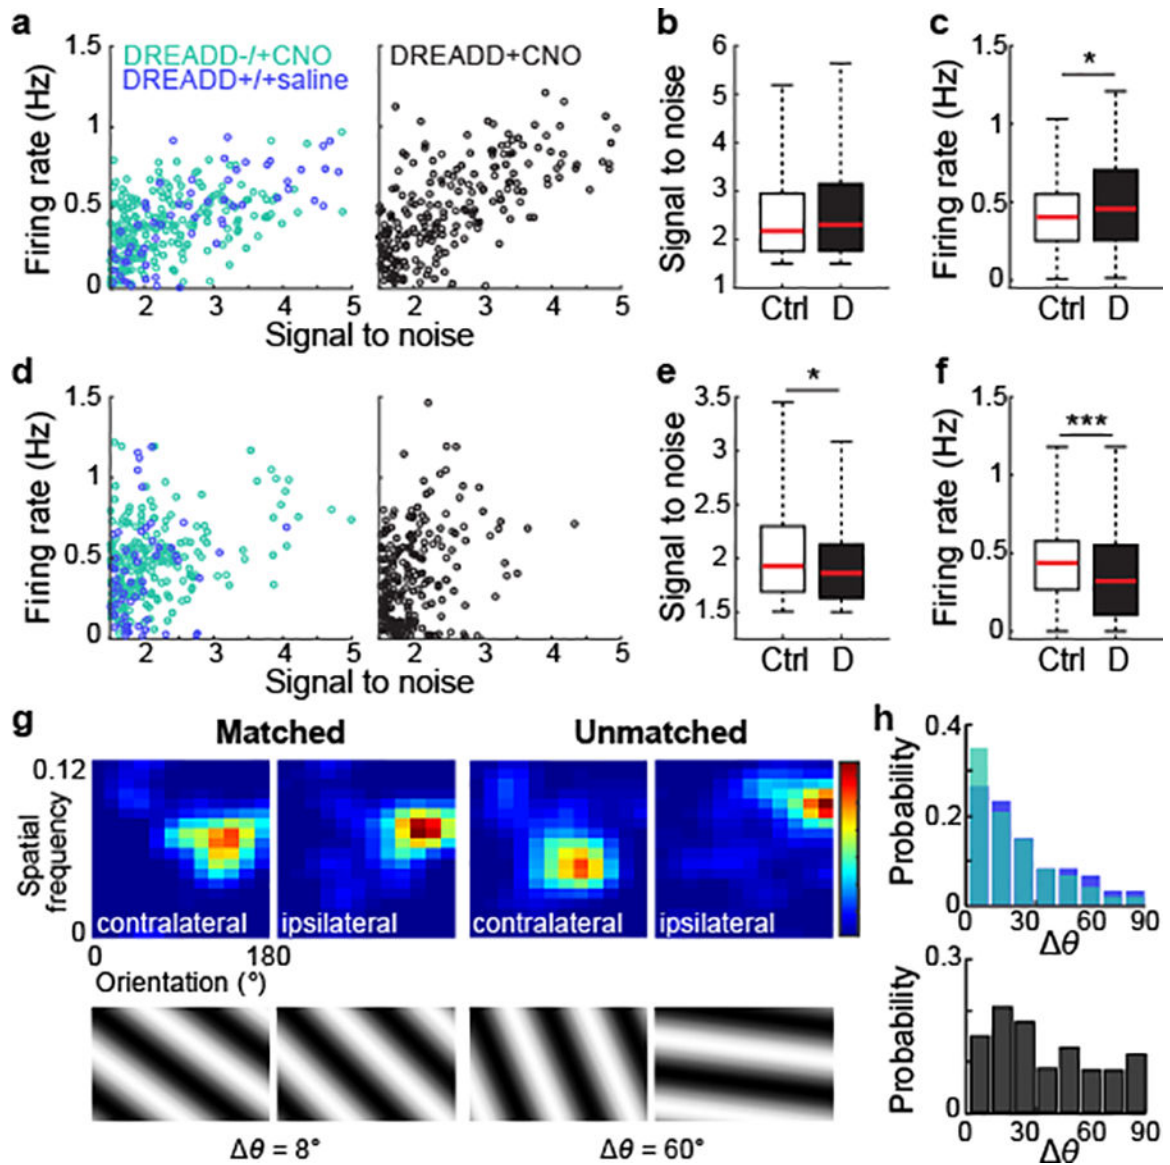 a
DREADD-/+CNO
DREADD+/+saline
DREADD+CNO
Firing rate (Hz)
1.5
1
0.5
0
2 3 4 5
2 3 4 5
Signal to noise
b
Signal to noise
6
5
4
3
2
1
Ctrl D
c
*
Firing rate (Hz)
1.5
1
0.5
0
Ctrl D
d
Firing rate (Hz)
1.5
1
0.5
0
2 3 4 5
2 3 4 5
Signal to noise
e
*
Signal to noise
3.5
3
2.5
2
1.5
Ctrl D
f
***
Firing rate (Hz)
1.5
1
0.5
0
Ctrl D
g
Matched Unmatched
0.12
Spatial
frequency
0
contralateral ipsilateral contralateral ipsilateral
0 180
Orientation (°)
Δθ = 8° Δθ = 60°
h
Probability
0.4
0.2
0
0 30 60 90
Δθ
Probability
0.3
0
0 30 60 90
Δθ